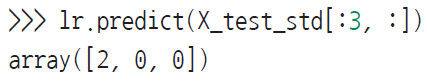 >>> lr.predict(X_test_std[:3, :])
array([2, 0, 0])